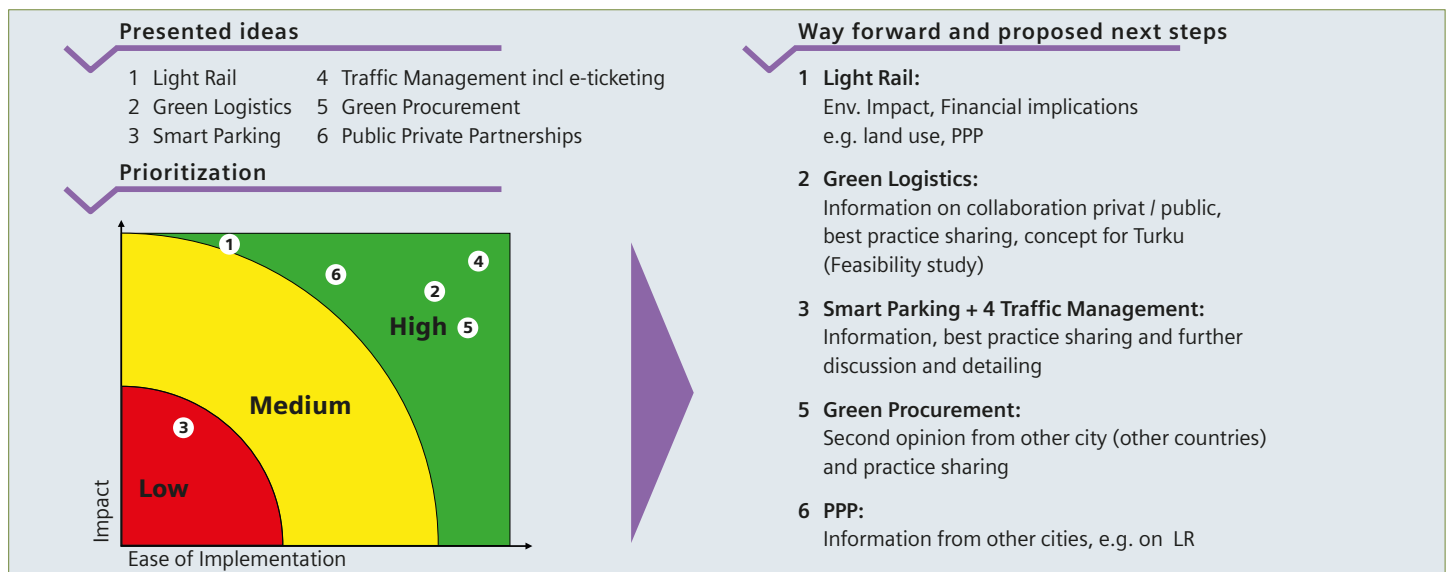 Presented ideas
1 Light Rail
2 Green Logistics
3 Smart Parking
4 Traffic Management incl e-ticketing
5 Green Procurement
6 Public Private Partnerships
Prioritization
1
4
6
2
High 5
Medium
3
Low
Impact
Ease of Implementation
Way forward and proposed next steps
1 Light Rail:
Env. Impact, Financial implications
e.g. land use, PPP
2 Green Logistics:
Information on collaboration privat / public,
best practice sharing, concept for Turku
(Feasibility study)
3 Smart Parking + 4 Traffic Management:
Information, best practice sharing and further
discussion and detailing
5 Green Procurement:
Second opinion from other city (other countries)
and practice sharing
6 PPP:
Information from other cities, e.g. on LR